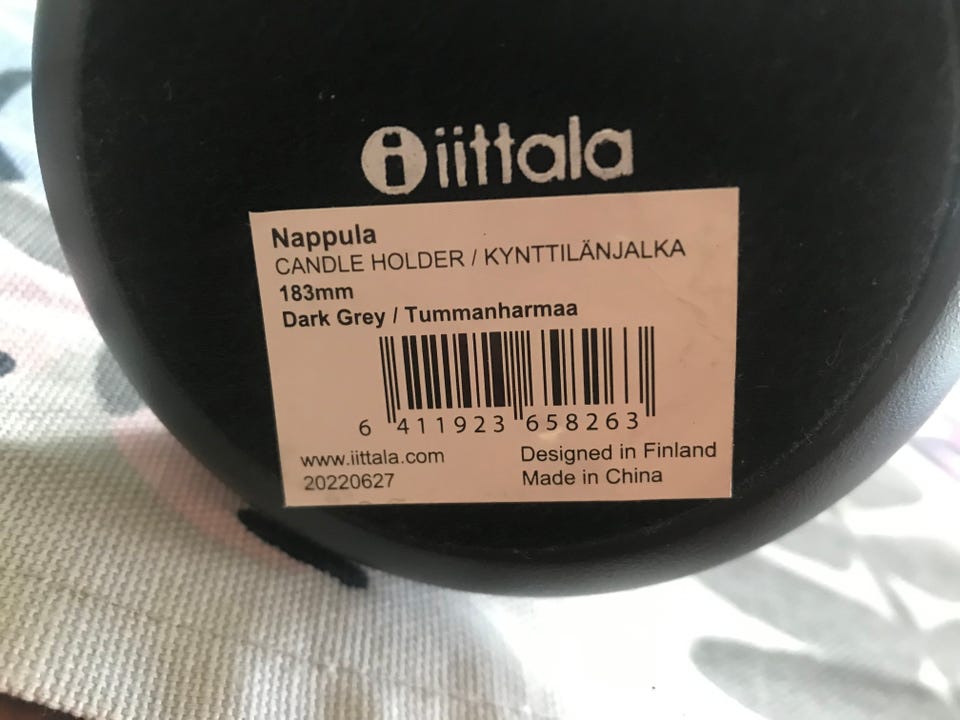 iittala
Nappula
CANDLE HOLDER / KYNTTILÄNJALKA
183mm
Dark Grey / Tummanharmaa
6 411923 658263
www.iittala.com Designed in Finland
20220627 Made in China